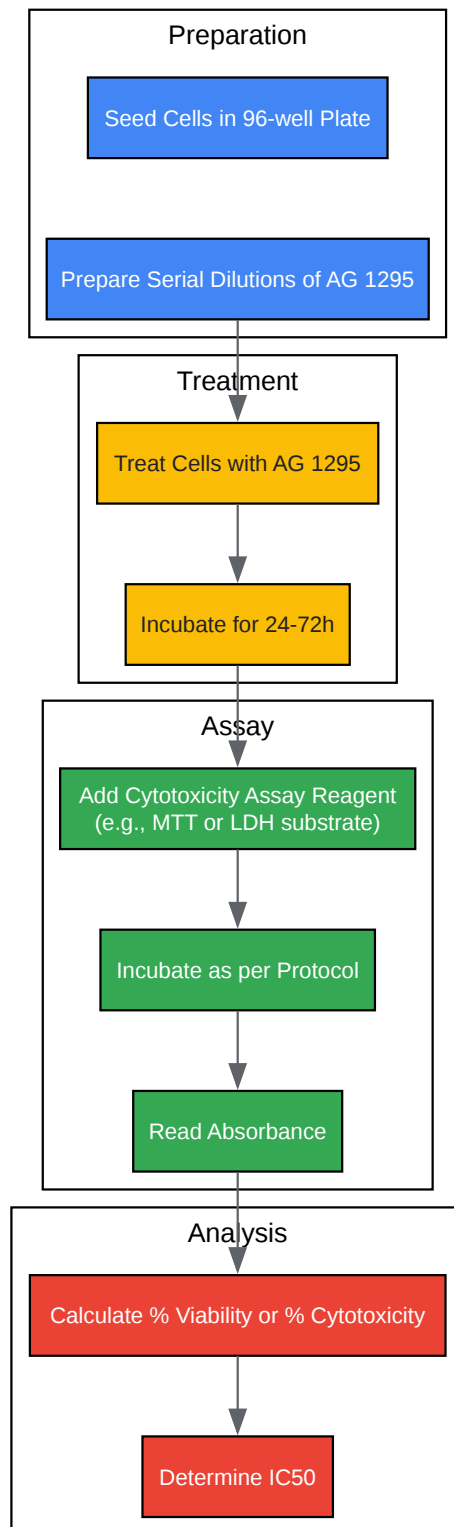 Preparation
Seed Cells in 96-well Plate
Prepare Serial Dilutions of AG 1295
Treatment
Treat Cells with AG 1295
Incubate for 24-72h
Assay
Add Cytotoxicity Assay Reagent
(e.g., MTT or LDH substrate)
Incubate as per Protocol
Read Absorbance
Analysis
Calculate % Viability or % Cytotoxicity
Determine IC50